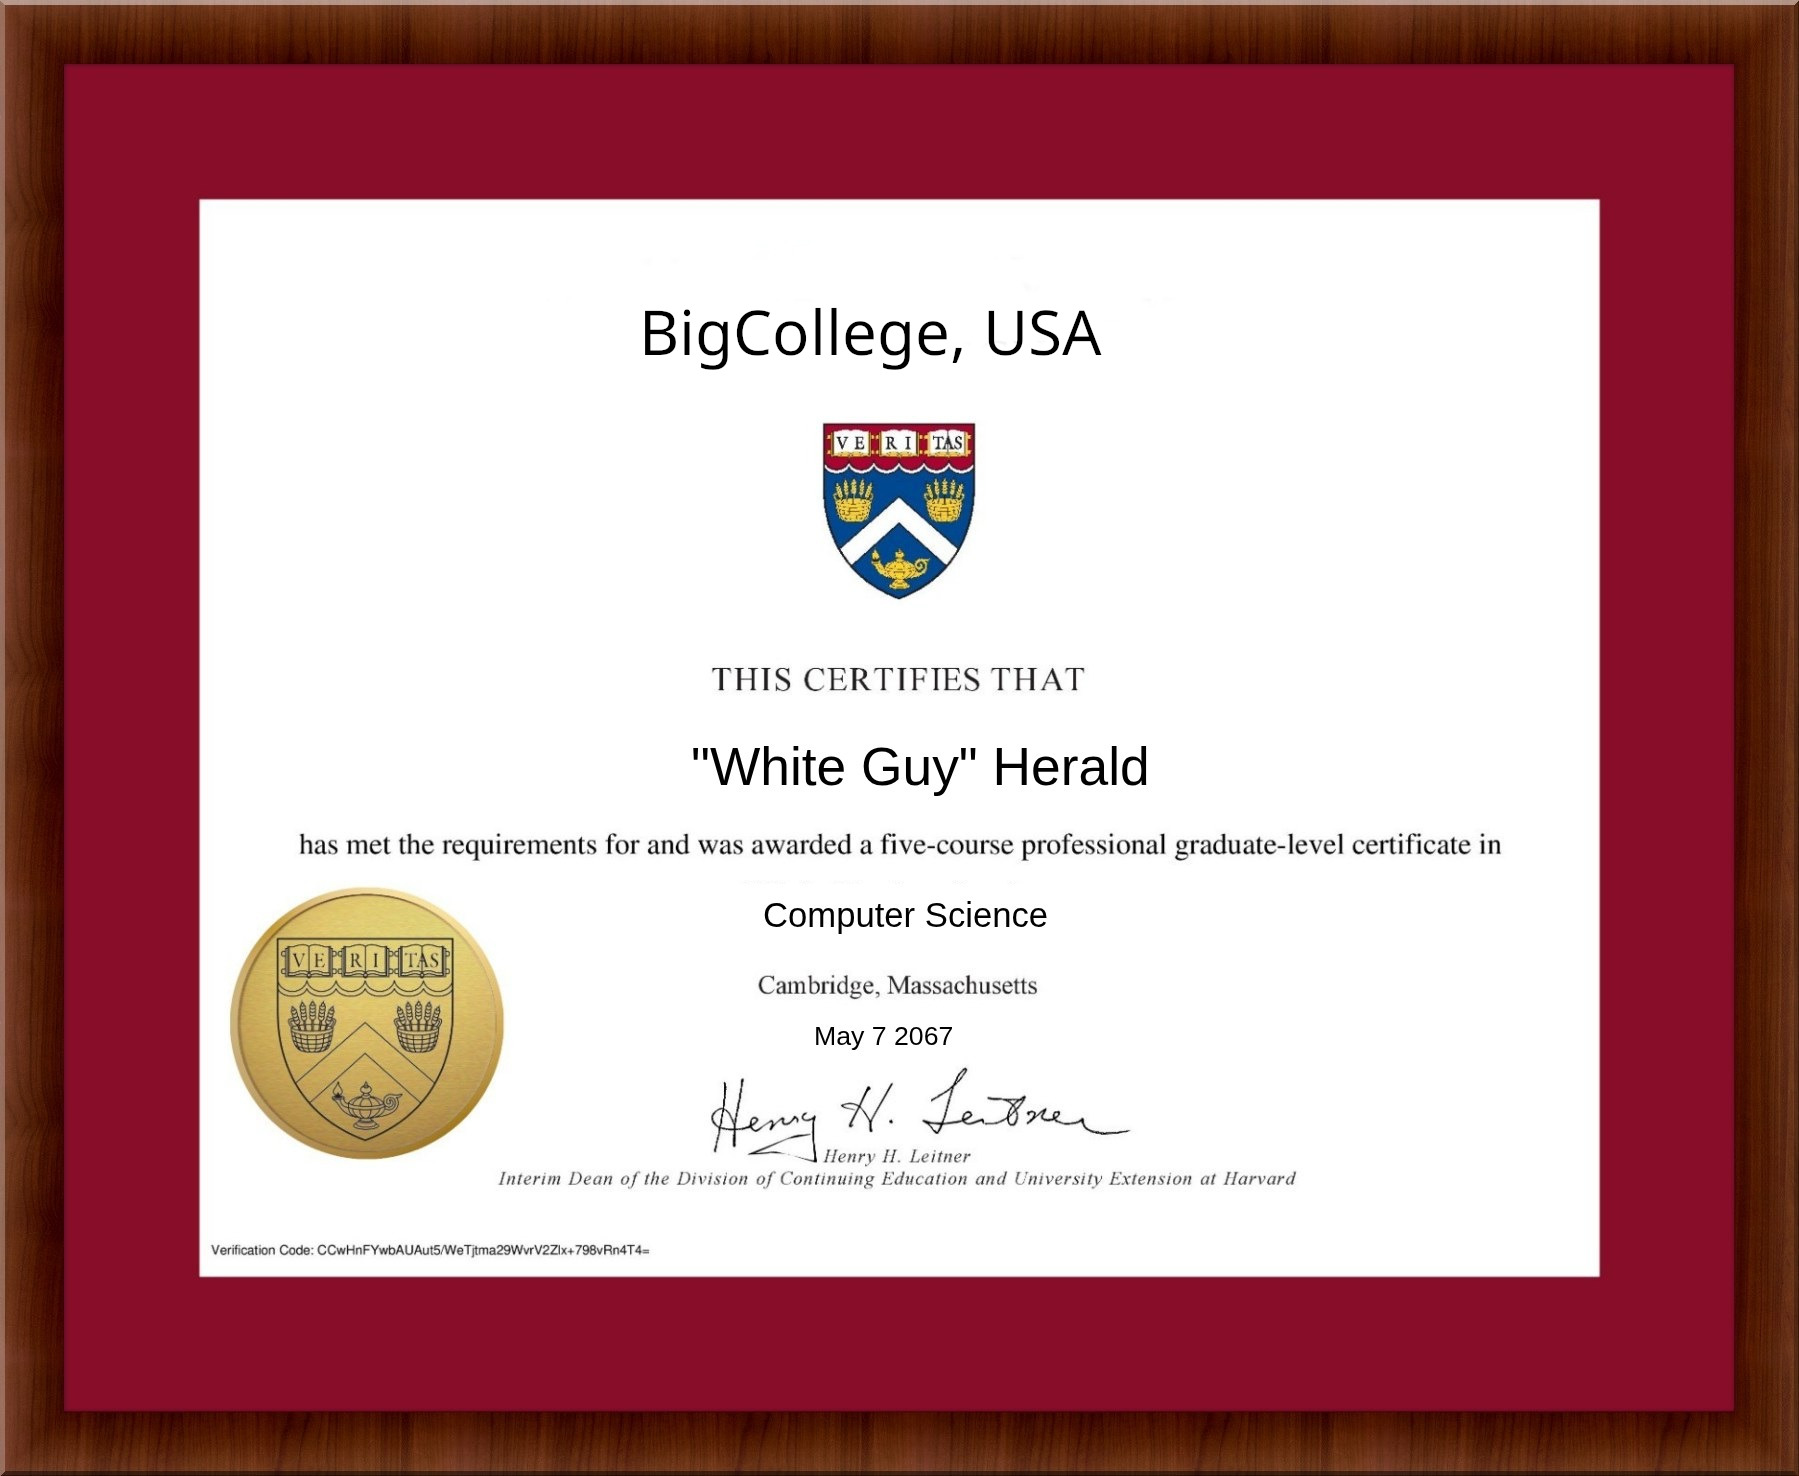 BigCollege, USA
VE RI TAS
THIS CERTIFIES THAT
"White Guy" Herald
has met the requirements for and was awarded a five-course professional graduate-level certificate in
Computer Science
VE RI TAS
Cambridge, Massachusetts
May 7 2067
Henry H. Leitner
Henry H. Leitner
Interim Dean of the Division of Continuing Education and University Extension at Harvard
Verification Code: CCwHnFYwbAUAut5/WeTjtma29WvrV2Zlx+798vRn4T4=